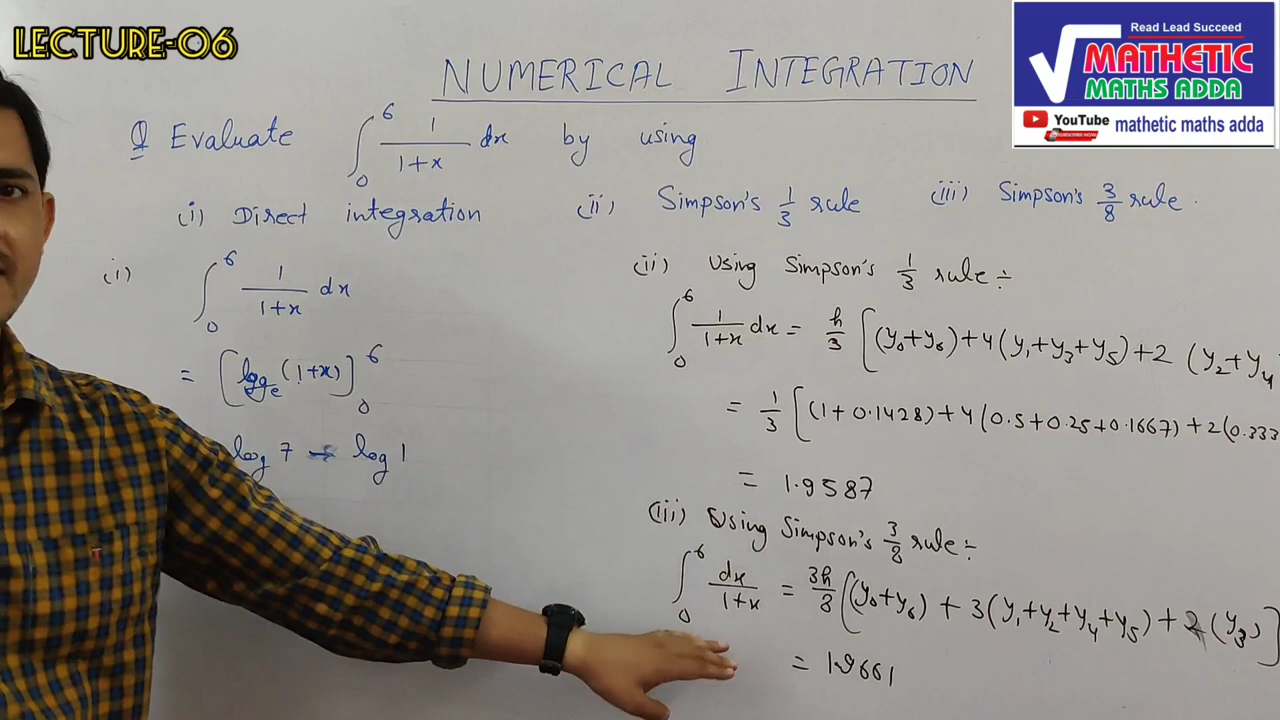 LECTURE-06
Read Lead Succeed
MATHETIC
MATHS ADDA
YouTube mathetic maths adda
SUBSCRIBE NOW
NUMERICAL INTEGRATION
Q Evaluate ∫₀⁶ 1/(1+x) dx by using
(i) Direct integration (ii) Simpson's 1/3 rule (iii) Simpson's 3/8 rule.
(i) ∫₀⁶ 1/(1+x) dx
= [logₑ(1+x)]₀⁶
log 7 - log 1
(ii) Using Simpson's 1/3 rule ÷
∫₀⁶ 1/(1+x) dx = h/3 [(y₀+y₆)+4(y₁+y₃+y₅)+2 (y₂+y₄
= 1/3 [(1+0.1428)+4(0.5+0.25+0.1667)+2(0.333
= 1.9587
(iii) Using Simpson's 3/8 rule ÷
∫₀⁶ dx/(1+x) = 3h/8 [(y₀+y₆) + 3(y₁+y₂+y₄+y₅) + 2(y₃)]
= 1.9661